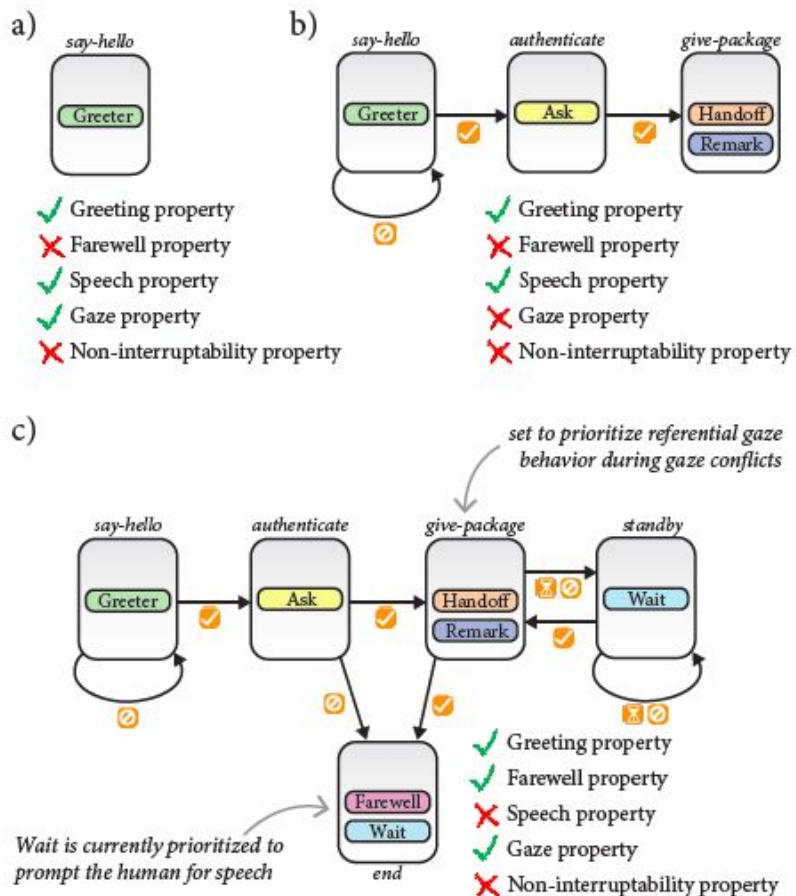 a)
say-hello
Greeter
Greeting property
Farewell property
Speech property
Gaze property
Non-interruptability property
b)
say-hello
authenticate
give-package
Greeter
Ask
Handoff
Remark
Greeting property
Farewell property
Speech property
Gaze property
Non-interruptability property
c)
set to prioritize referential gaze
behavior during gaze conflicts
say-hello
authenticate
give-package
standby
Greeter
Ask
Handoff
Remark
Wait
Farewell
Wait
end
Wait is currently prioritized to
prompt the human for speech
Greeting property
Farewell property
Speech property
Gaze property
Non-interruptability property